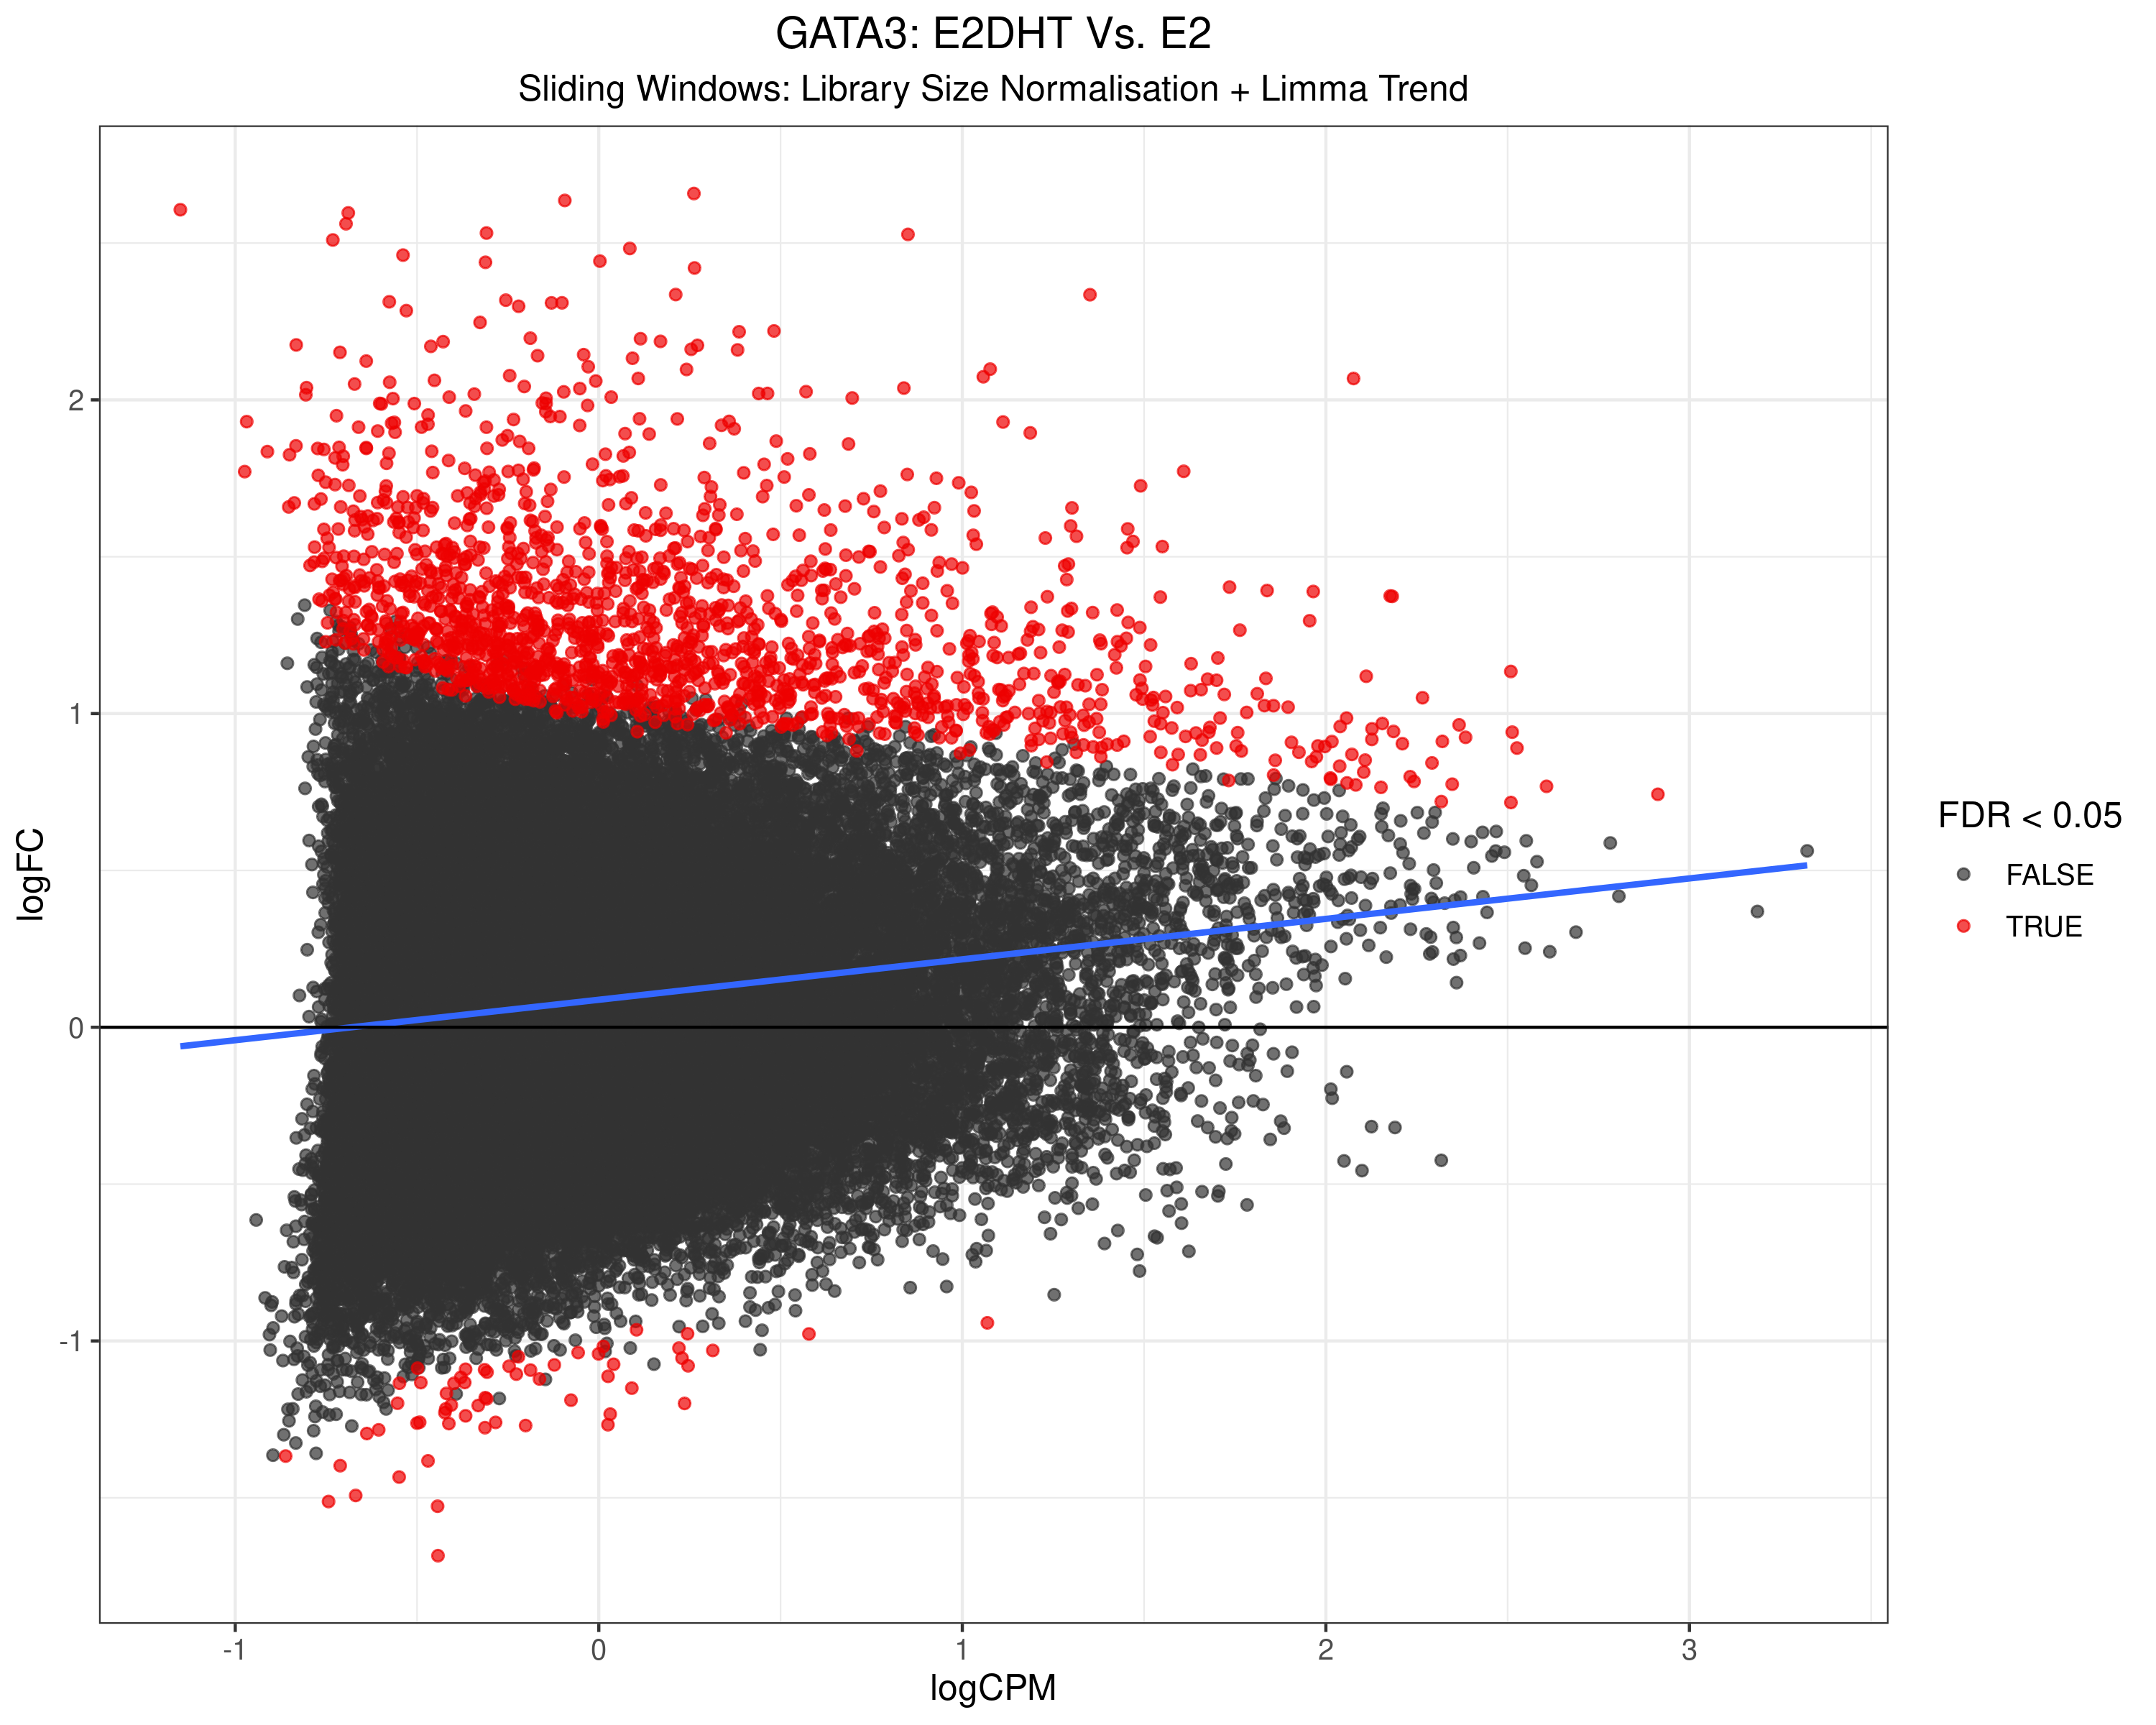 GATA3: E2DHT Vs. E2
Sliding Windows: Library Size Normalisation + Limma Trend
logFC
2
1
0
-1
-1
0
1
2
3
logCPM
FDR < 0.05
FALSE
TRUE